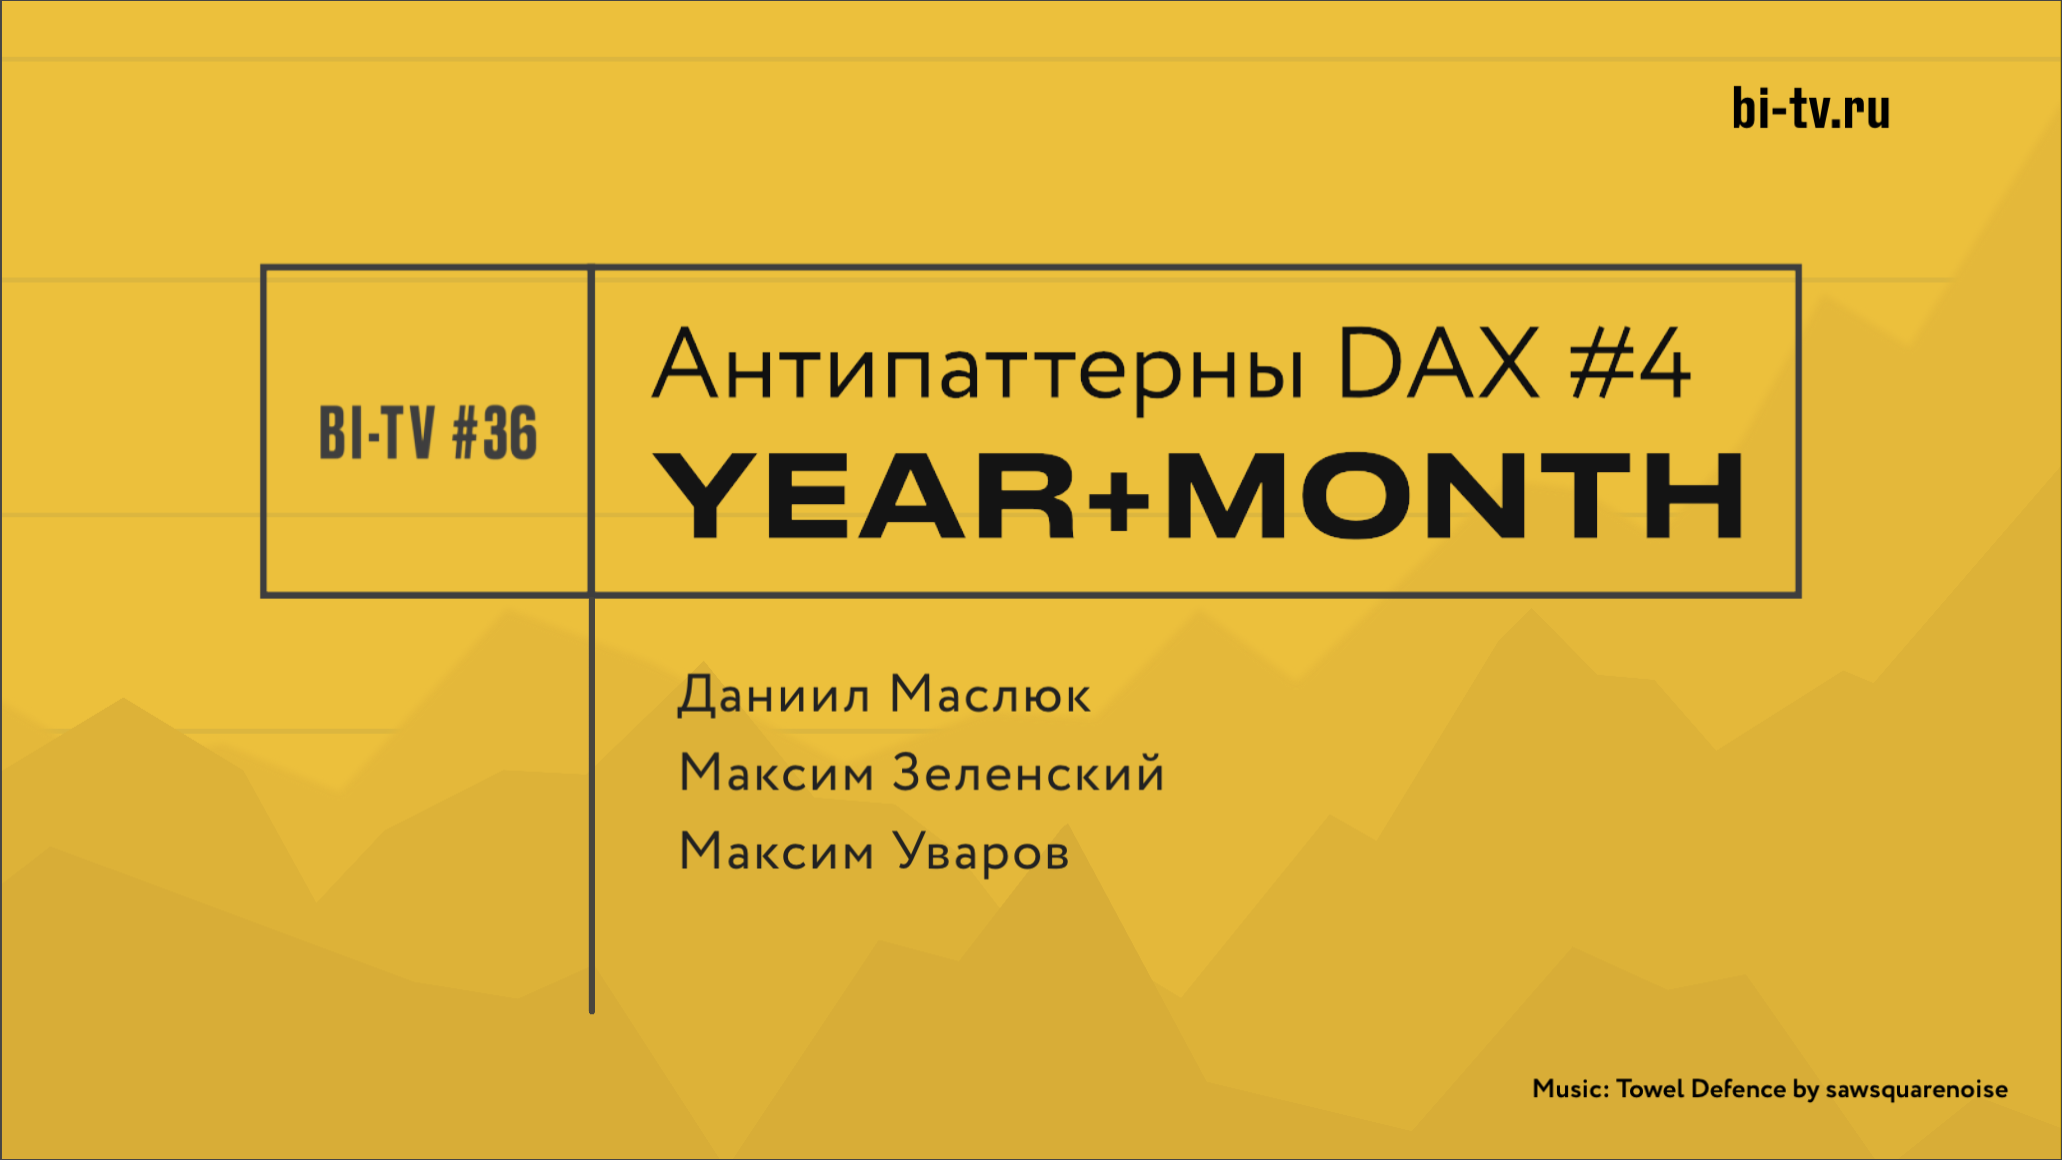 bi-tv.ru
BI-TV #36
Антипаттерны DAX #4
YEAR+MONTH
Даниил Маслюк
Максим Зеленский
Максим Уваров
Music: Towel Defence by sawsquarenoise